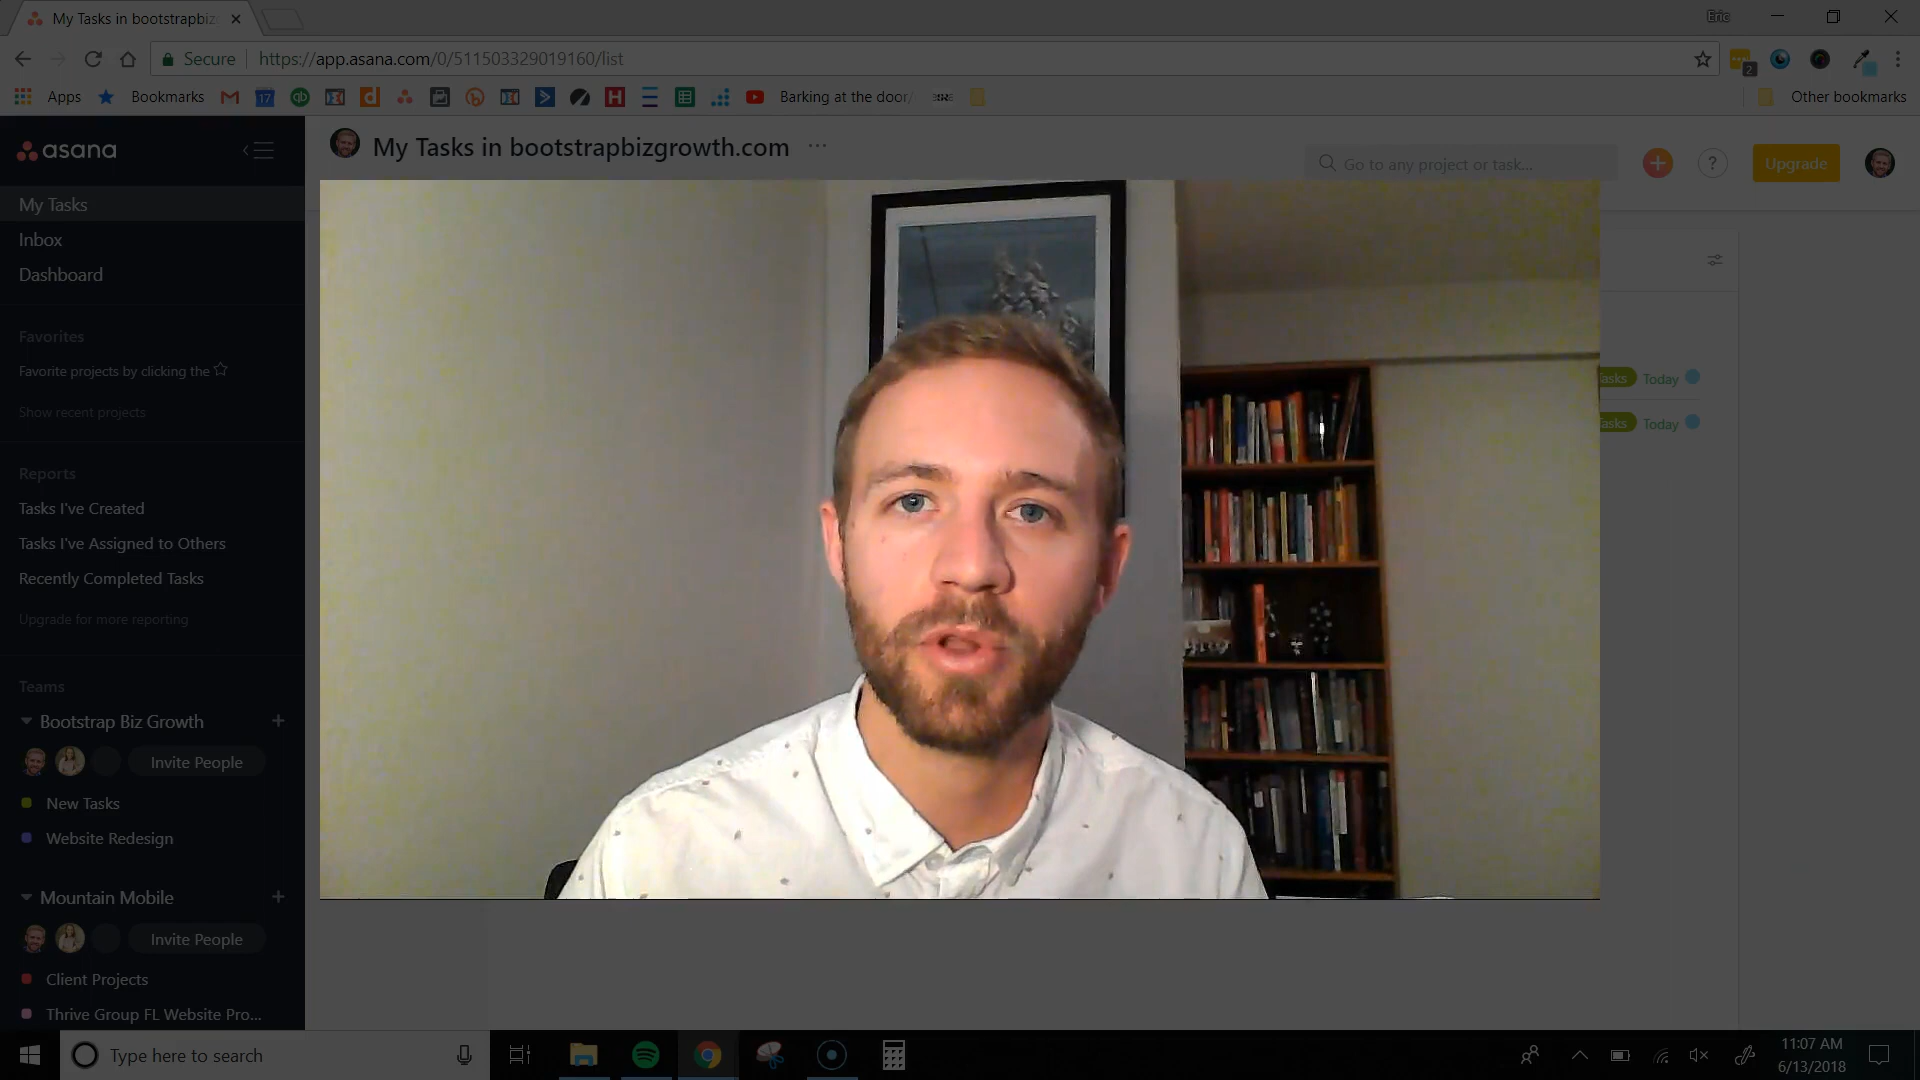 My Tasks in bootstrapbiz
Eric
Secure
https://app.asana.com/0/511503329019160/list
2
Apps
Bookmarks
17
Barking at the door/
Other bookmarks
asana
My Tasks in bootstrapbizgrowth.com
Go to any project or task...
?
Upgrade
My Tasks
Inbox
Dashboard
Favorites
Favorite projects by clicking the
Show recent projects
Tasks Today
Tasks Today
Reports
Tasks I've Created
Tasks I've Assigned to Others
Recently Completed Tasks
Upgrade for more reporting
Teams
Bootstrap Biz Growth
Invite People
New Tasks
Website Redesign
Mountain Mobile
Invite People
Client Projects
Thrive Group FL Website Pro...
Type here to search
11:07 AM
6/13/2018